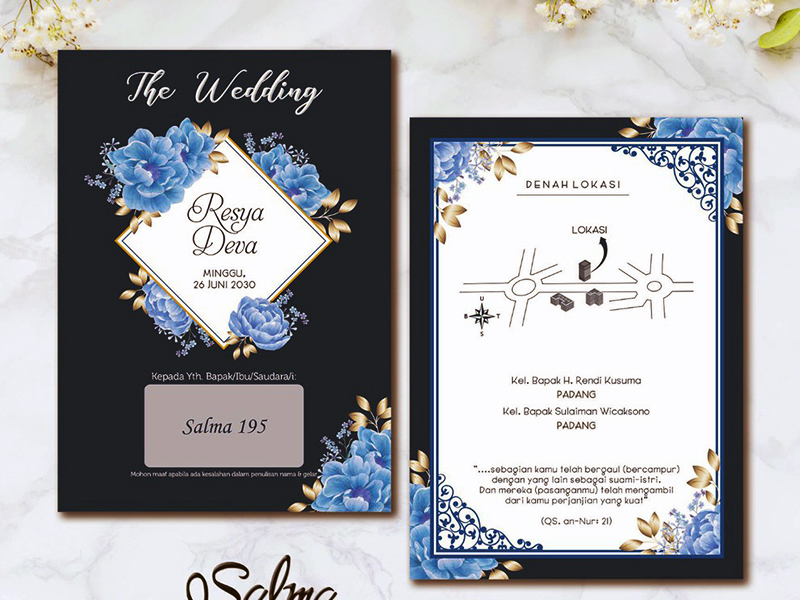 The Wedding
Resya
Deva
MINGGU,
26 JUNI 2030
Kepada Yth. Bapak/Ibu/Saudara/i:
Salma 195
Mohon maaf apabila ada kesalahan dalam penulisan nama & gelar
Salma
DENAH LOKASI
LOKASI
U
B T
S
Kel. Bapak H. Rendi Kusuma
PADANG
Kel. Bapak Sulaiman Wicaksono
PADANG
"....sebagian kamu telah bergaul (bercampur)
dengan yang lain sebagai suami-istri.
Dan mereka (pasanganmu) telah mengambil
dari kamu perjanjian yang kuat"
(QS. an-Nur: 21)